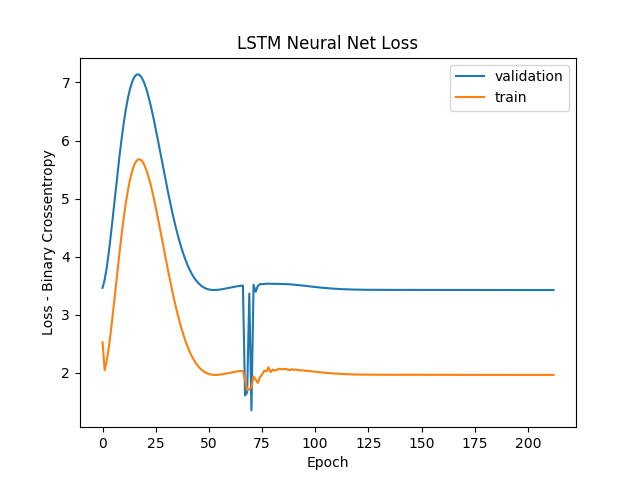 LSTM Neural Net Loss
validation
train
7
6
5
4
3
2
Loss - Binary Crossentropy
0 25 50 75 100 125 150 175 200
Epoch